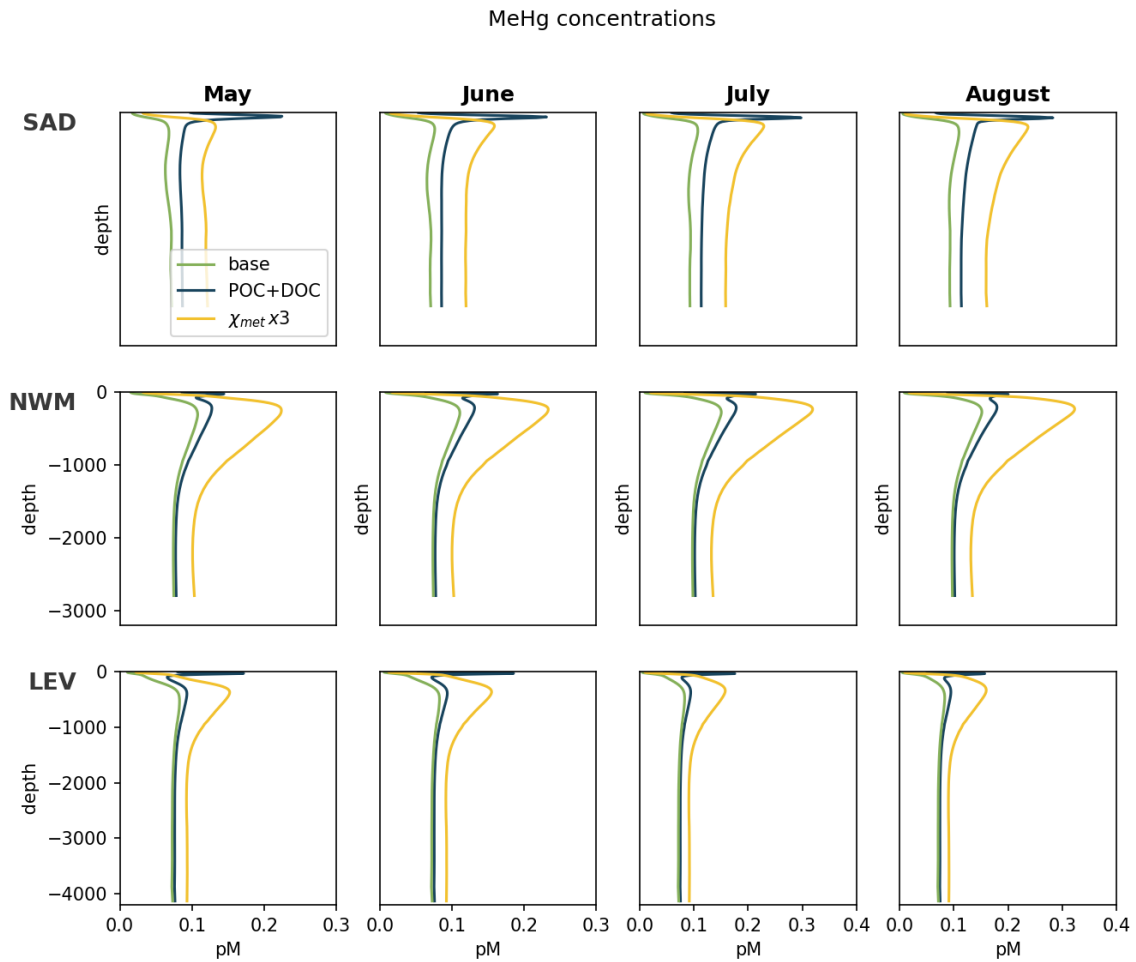 MeHg concentrations
May June July August
SAD
depth
base
POC+DOC
χmet x3
NWM
0
−1000
−2000
−3000
depth depth depth depth
LEV
0
−1000
−2000
−3000
−4000
depth
0.0 0.1 0.2 0.3 0.0 0.1 0.2 0.3 0.0 0.1 0.2 0.3 0.4 0.0 0.1 0.2 0.3 0.4
pM pM pM pM